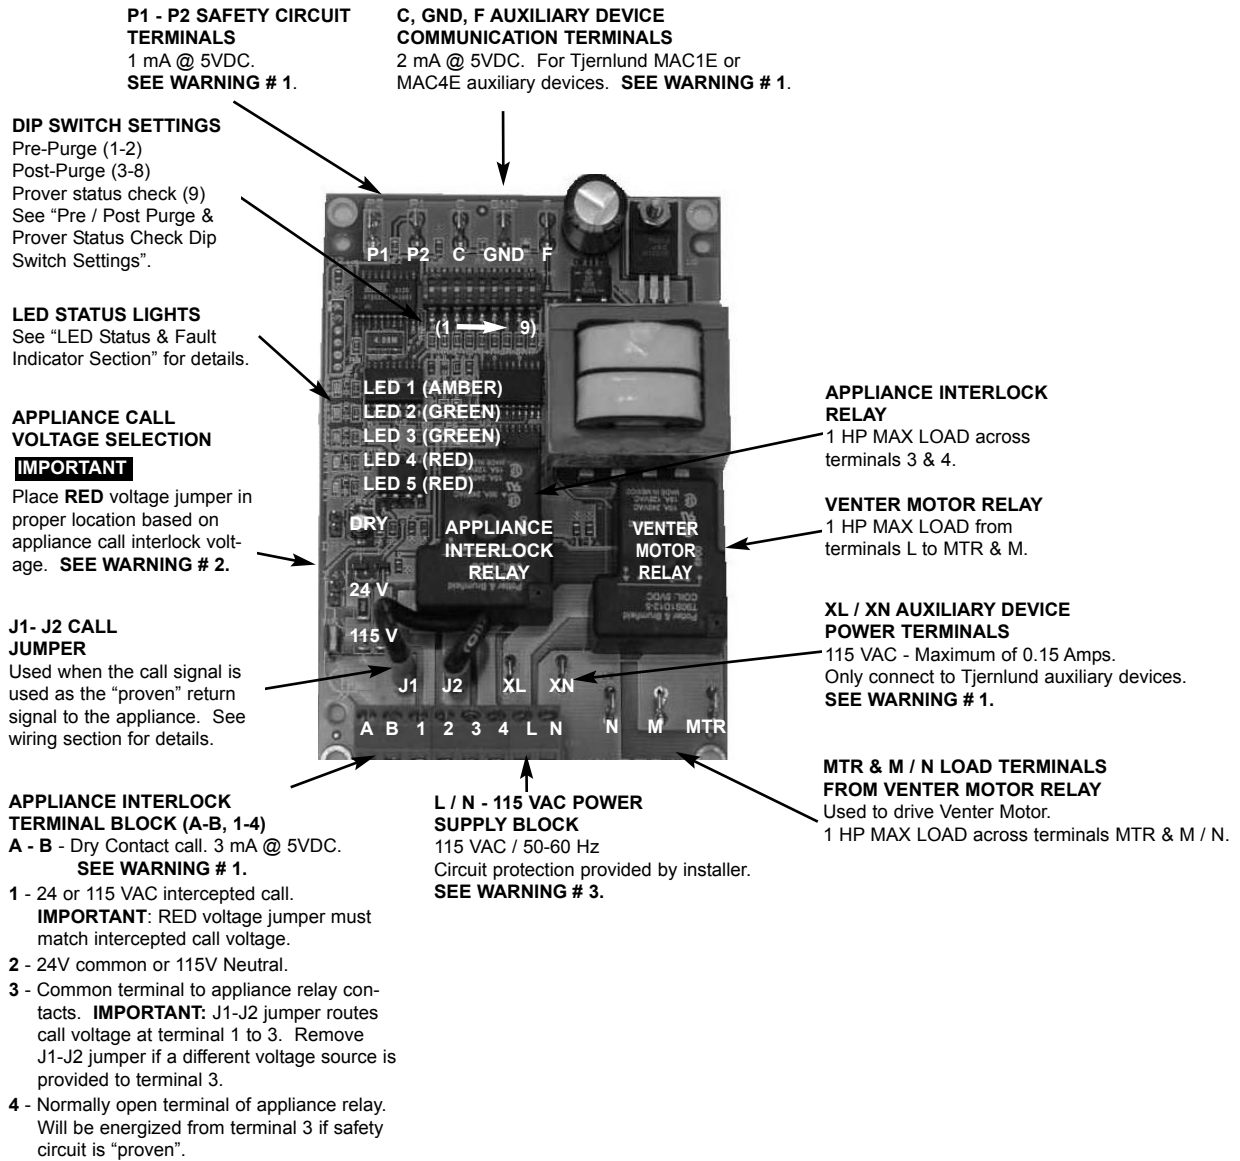 P1 - P2 SAFETY CIRCUIT
TERMINALS
1 mA @ 5VDC.
SEE WARNING # 1.
C, GND, F AUXILIARY DEVICE
COMMUNICATION TERMINALS
2 mA @ 5VDC. For Tjernlund MAC1E or
MAC4E auxiliary devices. SEE WARNING # 1.
DIP SWITCH SETTINGS
Pre-Purge (1-2)
Post-Purge (3-8)
Prover status check (9)
See “Pre / Post Purge &
Prover Status Check Dip
Switch Settings”.
LED STATUS LIGHTS
See “LED Status & Fault
Indicator Section” for details.
APPLIANCE CALL
VOLTAGE SELECTION
IMPORTANT
Place RED voltage jumper in
proper location based on
appliance call interlock volt-
age. SEE WARNING # 2.
J1- J2 CALL
JUMPER
Used when the call signal is
used as the “proven” return
signal to the appliance. See
wiring section for details.
P1 P2 C GND F
(1 9)
4.00M
LED 1 (AMBER)
LED 2 (GREEN)
LED 3 (GREEN)
LED 4 (RED)
LED 5 (RED)
DRY
24 V
115 V
APPLIANCE
INTERLOCK
RELAY
VENTER
MOTOR
RELAY
Potter & Brumfield
Potter & Brumfield
J1 J2 XL XN
A B 1 2 3 4 L N
N M MTR
APPLIANCE INTERLOCK
RELAY
1 HP MAX LOAD across
terminals 3 & 4.
VENTER MOTOR RELAY
1 HP MAX LOAD from
terminals L to MTR & M.
XL / XN AUXILIARY DEVICE
POWER TERMINALS
115 VAC - Maximum of 0.15 Amps.
Only connect to Tjernlund auxiliary devices.
SEE WARNING # 1.
MTR & M / N LOAD TERMINALS
FROM VENTER MOTOR RELAY
Used to drive Venter Motor.
1 HP MAX LOAD across terminals MTR & M / N.
APPLIANCE INTERLOCK
TERMINAL BLOCK (A-B, 1-4)
A - B - Dry Contact call. 3 mA @ 5VDC.
SEE WARNING # 1.
1 - 24 or 115 VAC intercepted call.
IMPORTANT: RED voltage jumper must
match intercepted call voltage.
2 - 24V common or 115V Neutral.
3 - Common terminal to appliance relay con-
tacts. IMPORTANT: J1-J2 jumper routes
call voltage at terminal 1 to 3. Remove
J1-J2 jumper if a different voltage source is
provided to terminal 3.
4 - Normally open terminal of appliance relay.
Will be energized from terminal 3 if safety
circuit is “proven”.
L / N - 115 VAC POWER
SUPPLY BLOCK
115 VAC / 50-60 Hz
Circuit protection provided by installer.
SEE WARNING # 3.